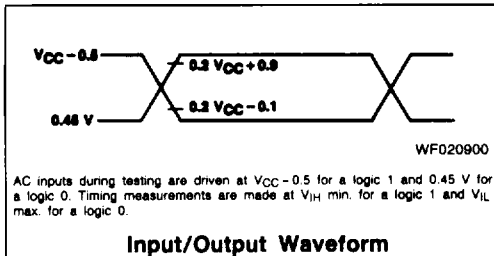 VCC-0.5
0.2 VCC+0.9
0.2 VCC-0.1
0.45 V
WF020900
AC inputs during testing are driven at VCC-0.5 for a logic 1 and 0.45 V for
a logic 0. Timing measurements are made at VIH min. for a logic 1 and VIL
max. for a logic 0.
Input/Output Waveform